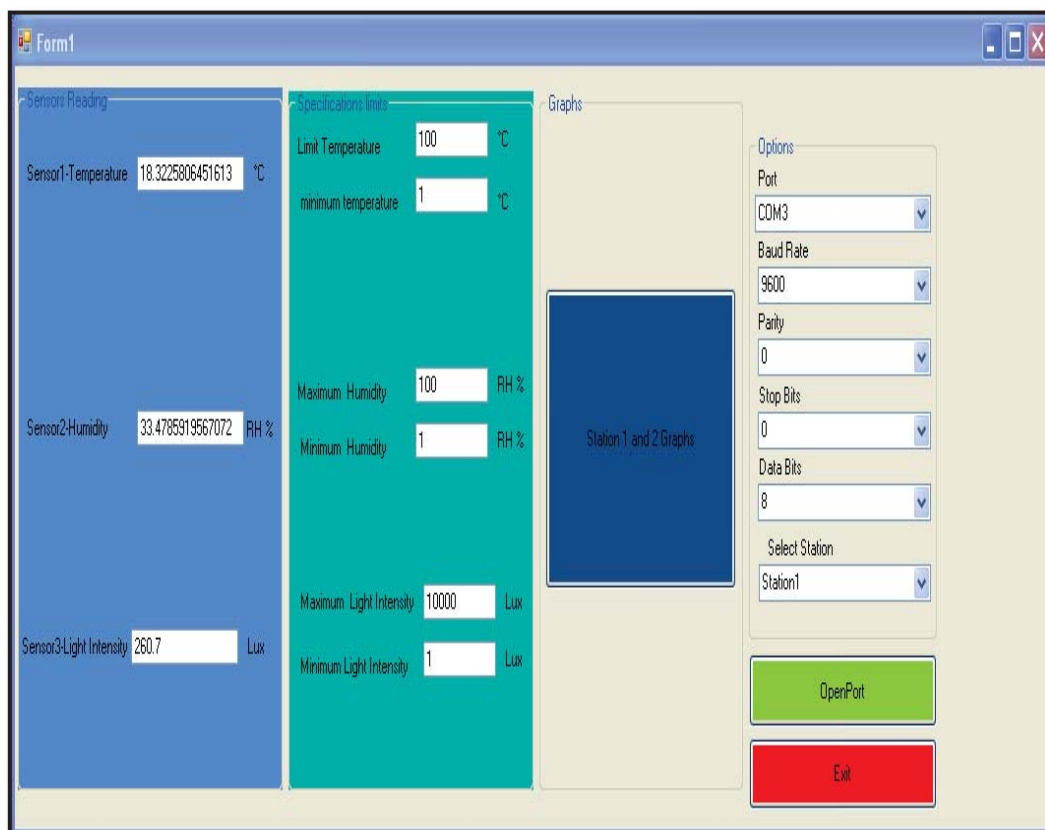 Form1
Sensors Reading
Sensor1-Temperature 18.3225806451613 °C
Sensor2-Humidity 33.4785919567072 RH %
Sensor3-Light Intensity 260.7 Lux
Specifications limits
Limit Temperature 100 °C
minimum temperature 1 °C
Maximum Humidity 100 RH %
Minimum Humidity 1 RH %
Maximum Light Intensity 10000 Lux
Minimum Light Intensity 1 Lux
Graphs
Station 1 and 2 Graphs
Options
Port
COM3
Baud Rate
9600
Parity
0
Stop Bits
0
Data Bits
8
Select Station
Station1
OpenPort
Exit